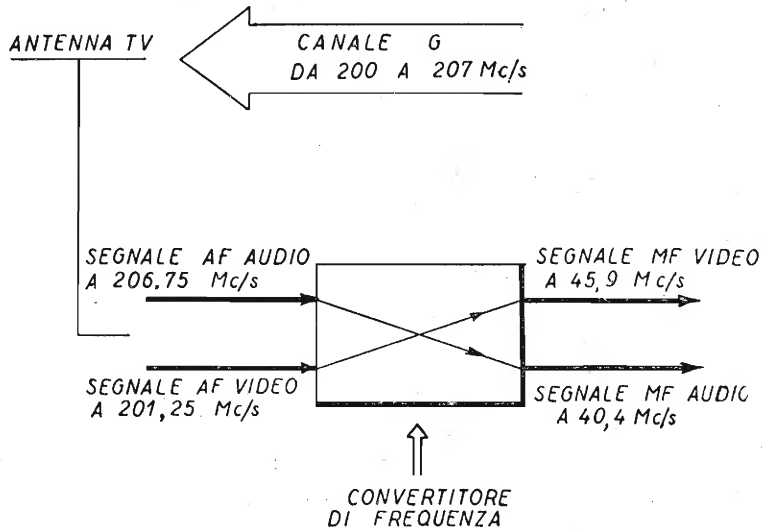 ANTENNA TV
CANALE G
DA 200 A 207 Mc/s
SEGNALE AF AUDIO
A 206.75 Mc/s
SEGNALE MF VIDEO
A 45,9 Mc/s
SEGNALE AF VIDEO
A 201,25 Mc/s
SEGNALE MF AUDIO
A 40,4 Mc/s
CONVERTITORE
DI FREQUENZA